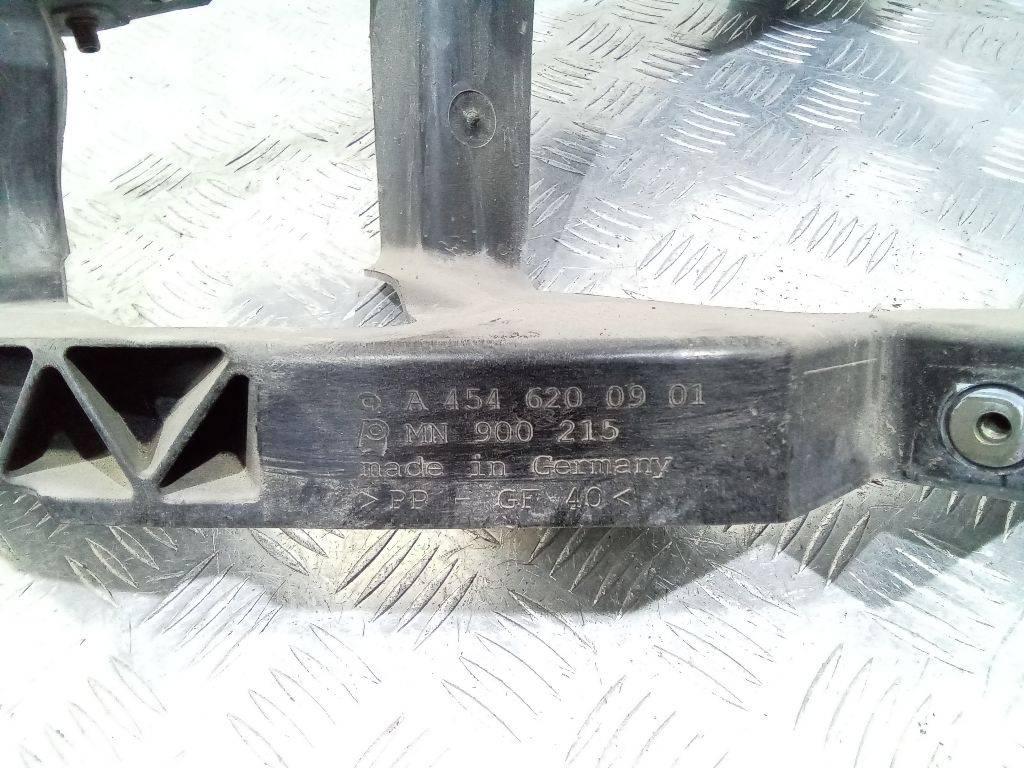 A 454 620 09 01
MN 900 215
made in Germany
>PP - GF 40<